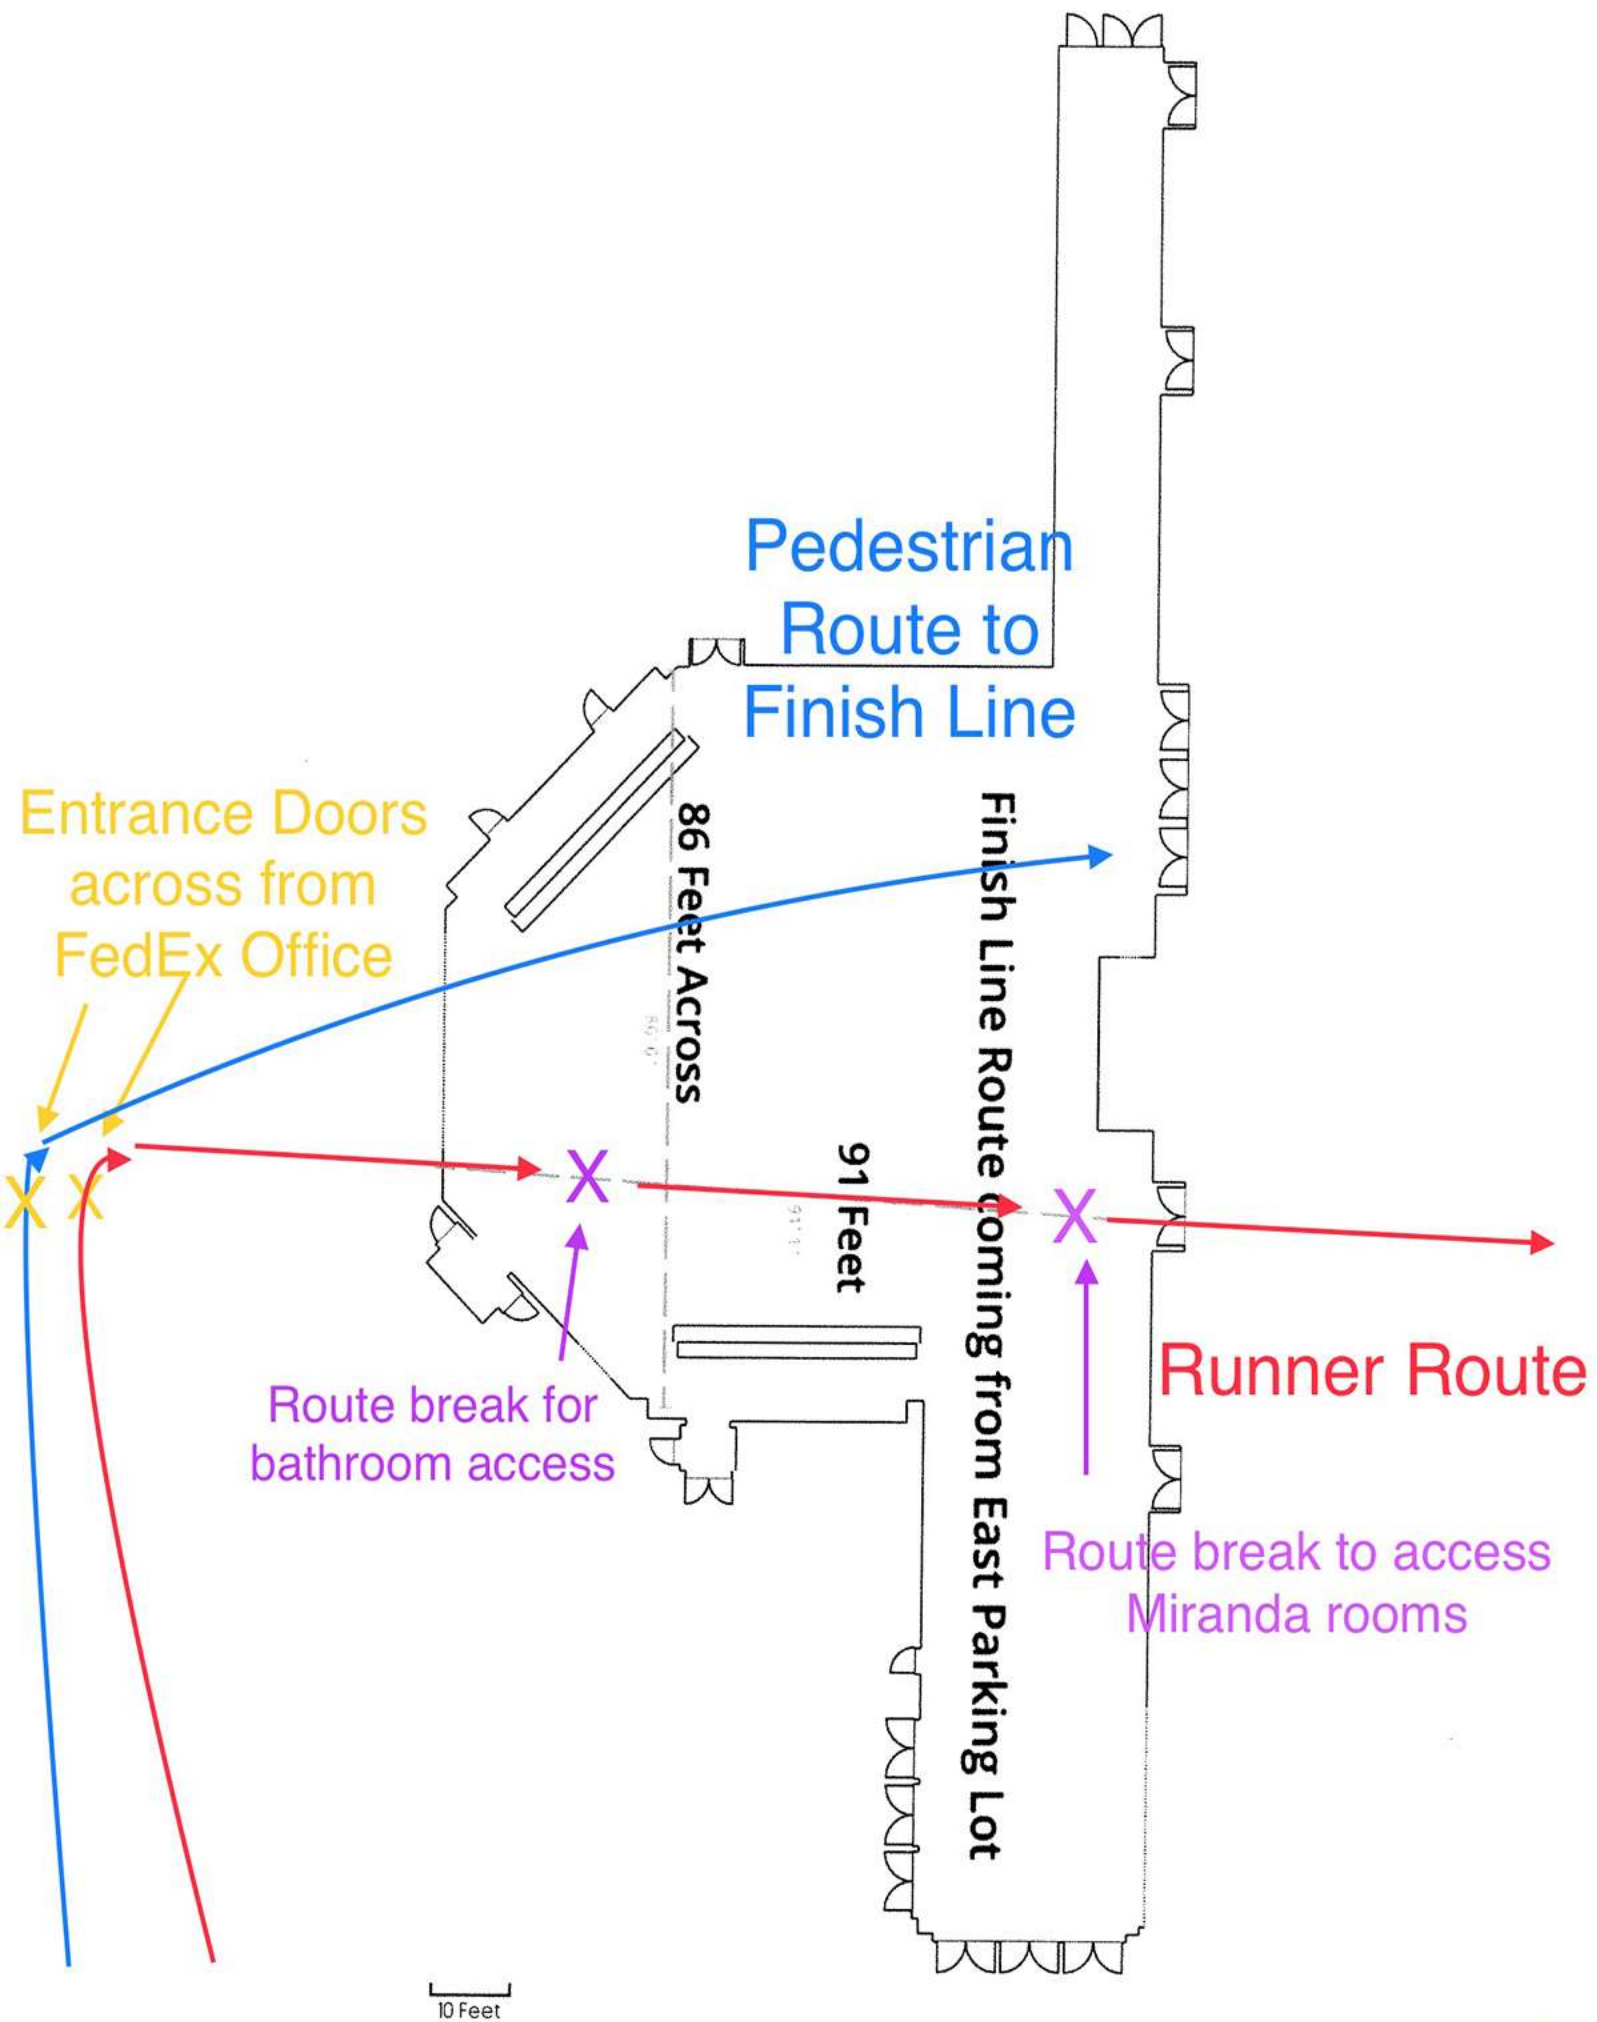 Pedestrian
Route to
Finish Line
Entrance Doors
across from
FedEx Office
X X
86 Feet Across
Finish Line Route coming from East Parking Lot
91 Feet
X
X
Runner Route
Route break for
bathroom access
Route break to access
Miranda rooms
10 Feet